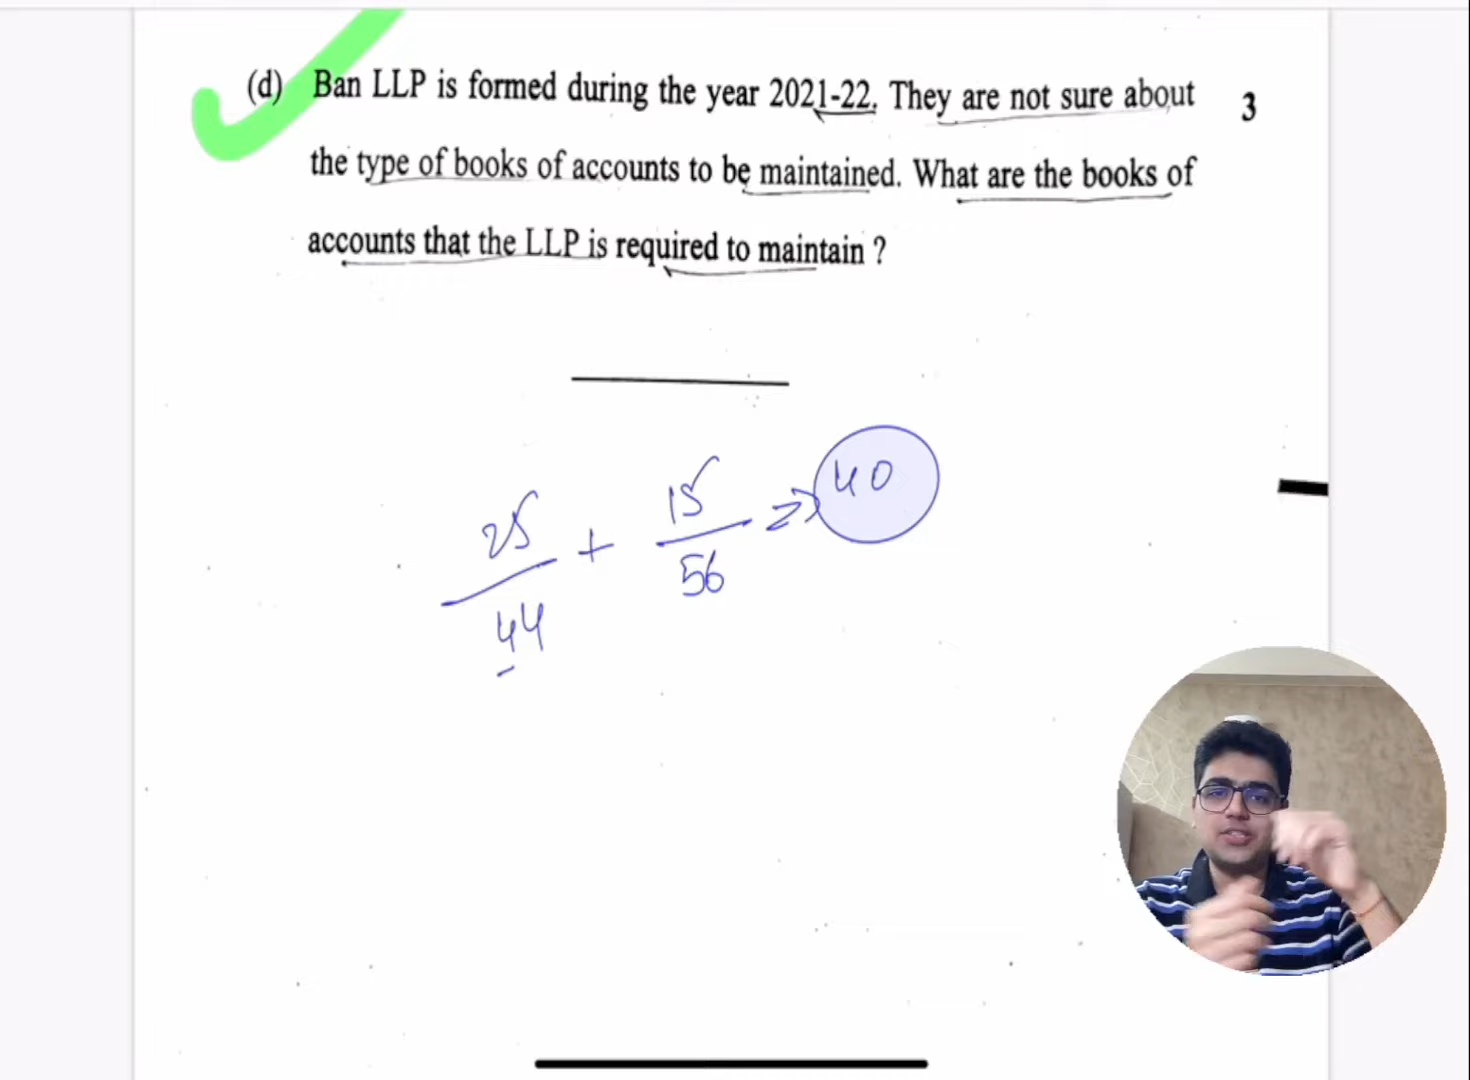 (d) Ban LLP is formed during the year 2021-22. They are not sure about 3
the type of books of accounts to be maintained. What are the books of
accounts that the LLP is required to maintain ?
25 + 15 => 40
44 56